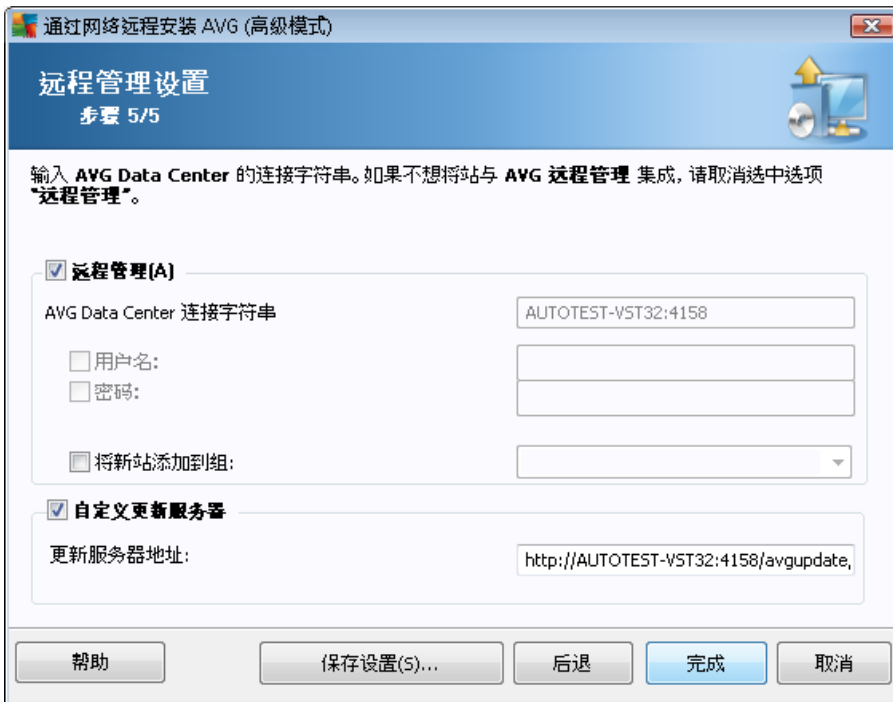 通过网络远程安装 AVG (高级模式)
远程管理设置
步骤 5/5
输入 AVG Data Center 的连接字符串。如果不想将站与 AVG 远程管理 集成, 请取消选中选项
"远程管理"。
远程管理(A)
AVG Data Center 连接字符串
AUTOTEST-VST32:4158
用户名:
密码:
将新站添加到组:
自定义更新服务器
更新服务器地址:
http://AUTOTEST-VST32:4158/avgupdate,
帮助
保存设置(S)...
后退
完成
取消